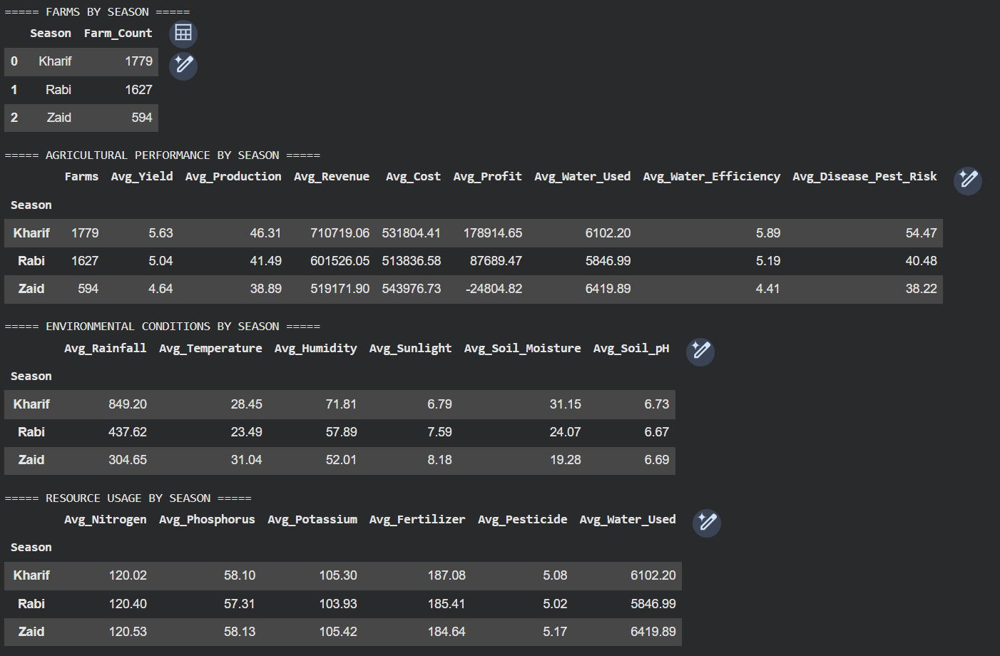 ===== FARMS BY SEASON =====
Season Farm_Count
0 Kharif 1779
1 Rabi 1627
2 Zaid 594
===== AGRICULTURAL PERFORMANCE BY SEASON =====
Farms Avg_Yield Avg_Production Avg_Revenue Avg_Cost Avg_Profit Avg_Water_Used Avg_Water_Efficiency Avg_Disease_Pest_Risk
Season
Kharif 1779 5.63 46.31 710719.06 531804.41 178914.65 6102.20 5.89 54.47
Rabi 1627 5.04 41.49 601526.05 513836.58 87689.47 5846.99 5.19 40.48
Zaid 594 4.64 38.89 519171.90 543976.73 -24804.82 6419.89 4.41 38.22
===== ENVIRONMENTAL CONDITIONS BY SEASON =====
Avg_Rainfall Avg_Temperature Avg_Humidity Avg_Sunlight Avg_Soil_Moisture Avg_Soil_pH
Season
Kharif 849.20 28.45 71.81 6.79 31.15 6.73
Rabi 437.62 23.49 57.89 7.59 24.07 6.67
Zaid 304.65 31.04 52.01 8.18 19.28 6.69
===== RESOURCE USAGE BY SEASON =====
Avg_Nitrogen Avg_Phosphorus Avg_Potassium Avg_Fertilizer Avg_Pesticide Avg_Water_Used
Season
Kharif 120.02 58.10 105.30 187.08 5.08 6102.20
Rabi 120.40 57.31 103.93 185.41 5.02 5846.99
Zaid 120.53 58.13 105.42 184.64 5.17 6419.89